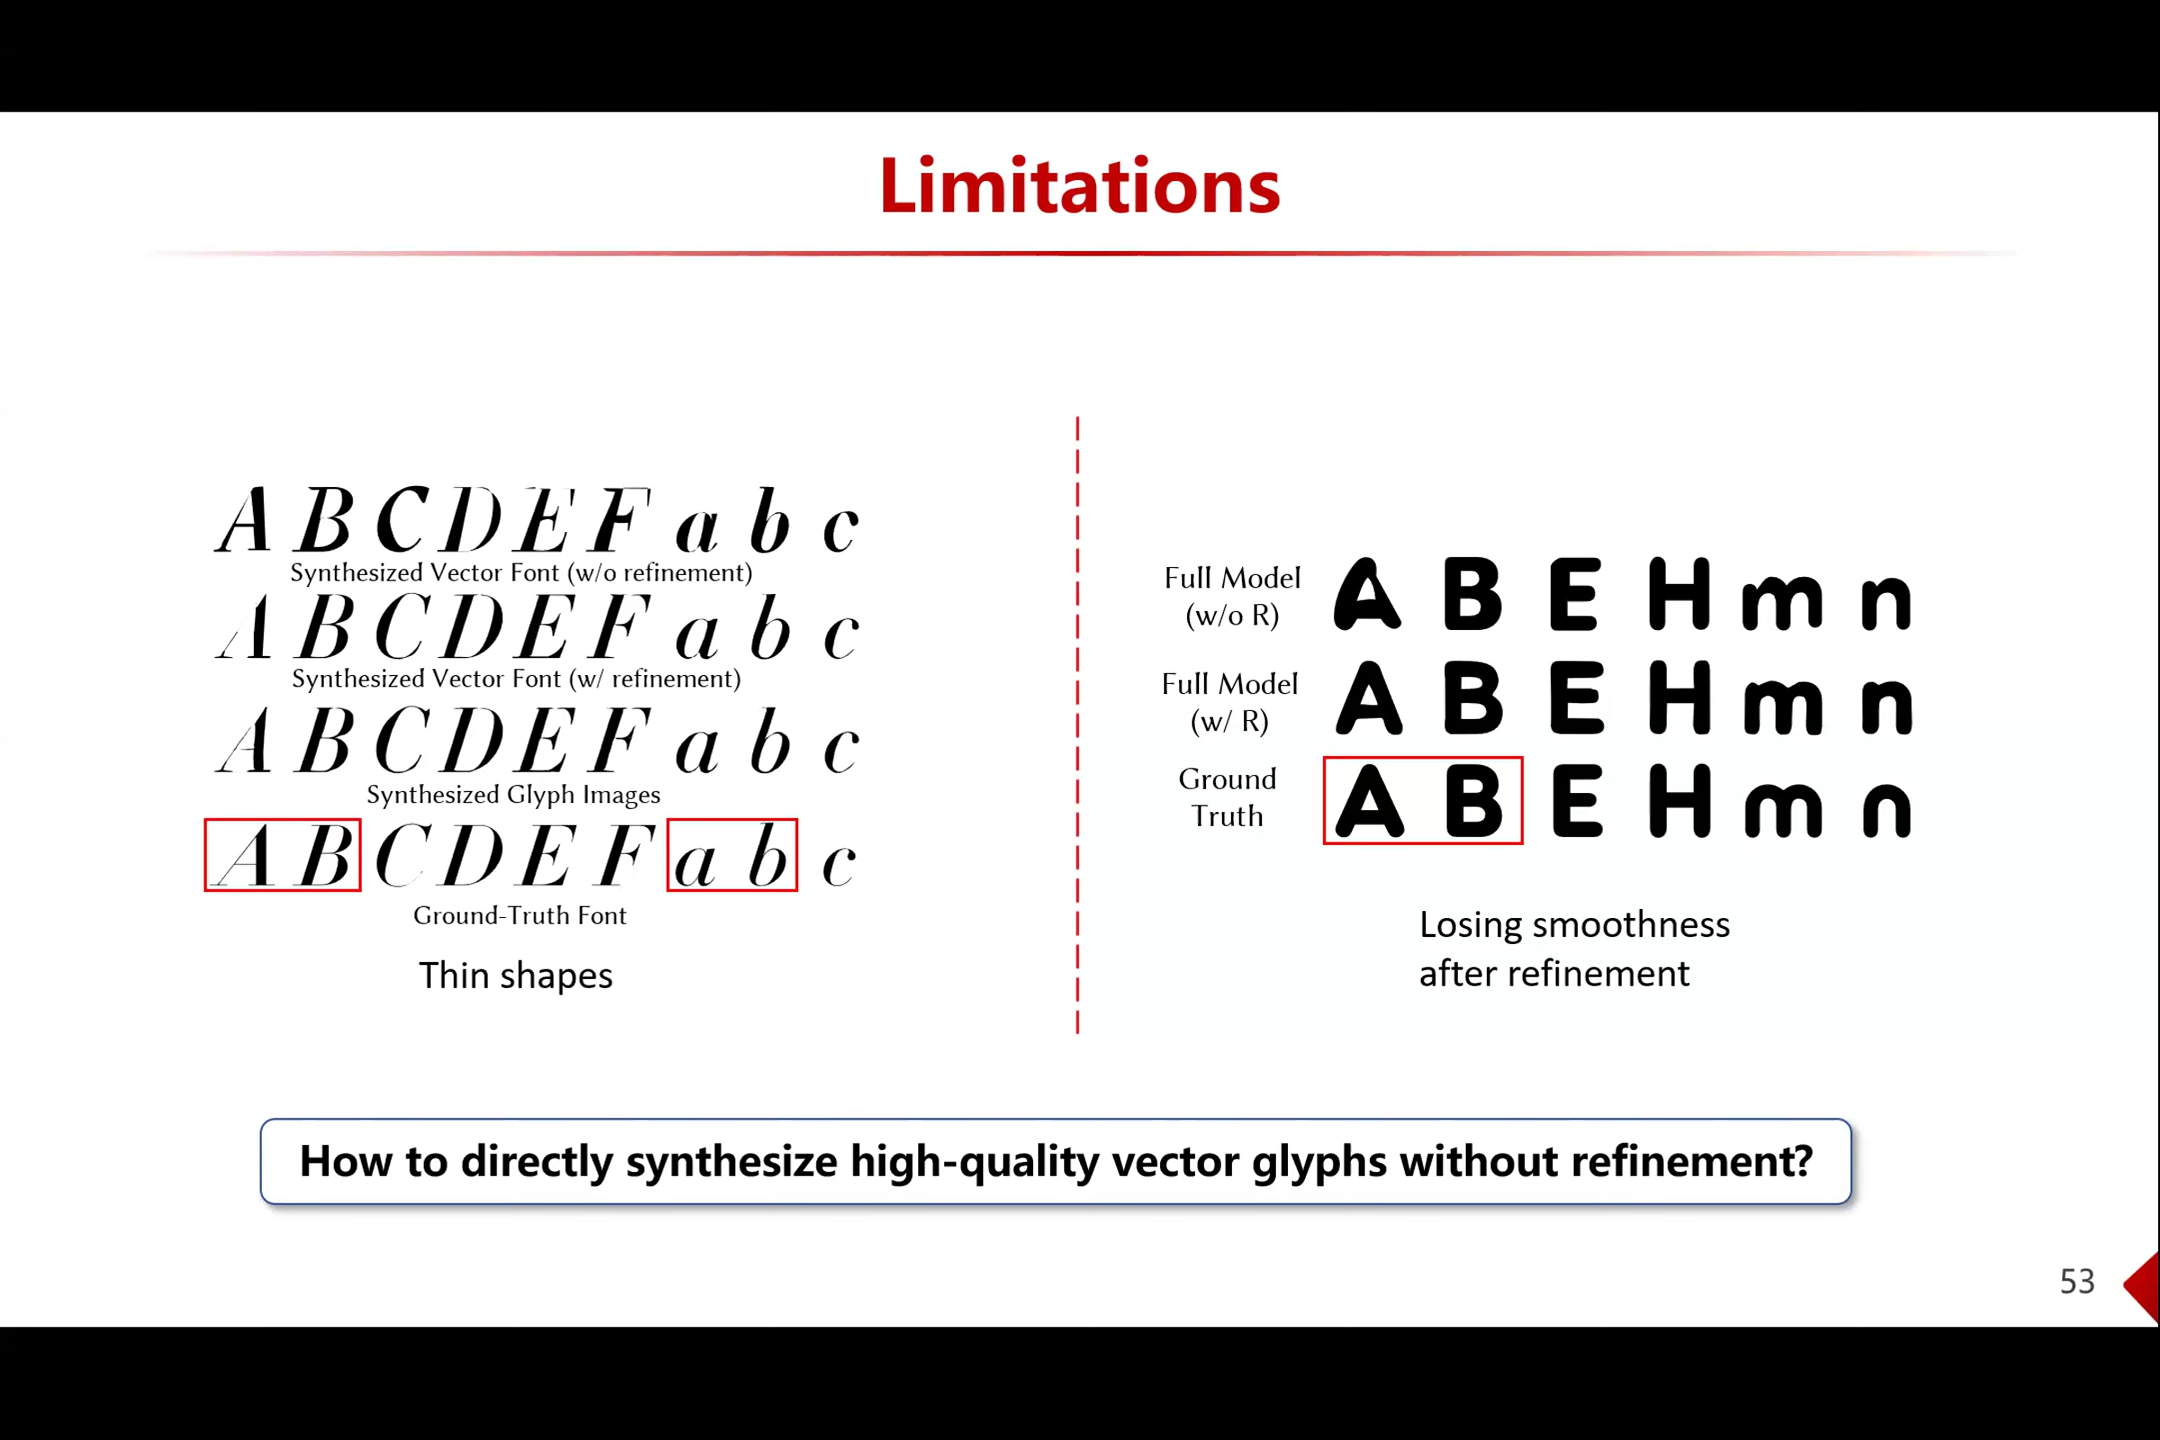 Limitations
A B C D E F a b c
Synthesized Vector Font (w/o refinement)
A B C D E F a b c
Synthesized Vector Font (w/ refinement)
A B C D E F a b c
Synthesized Glyph Images
A B C D E F a b c
Ground-Truth Font
Thin shapes
Full Model
(w/o R)
A B E H m n
Full Model
(w/ R)
A B E H m n
Ground
Truth
A B E H m n
Losing smoothness
after refinement
How to directly synthesize high-quality vector glyphs without refinement?
53